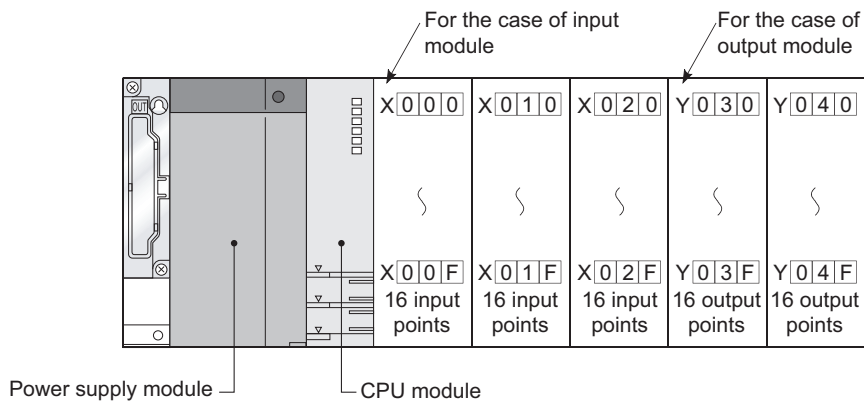 For the case of input
module
For the case of
output module
OUT
X000 X010 X020 Y030 Y040
X00F X01F X02F Y03F Y04F
16 input 16 input 16 input 16 output 16 output
points points points points points
Power supply module
CPU module